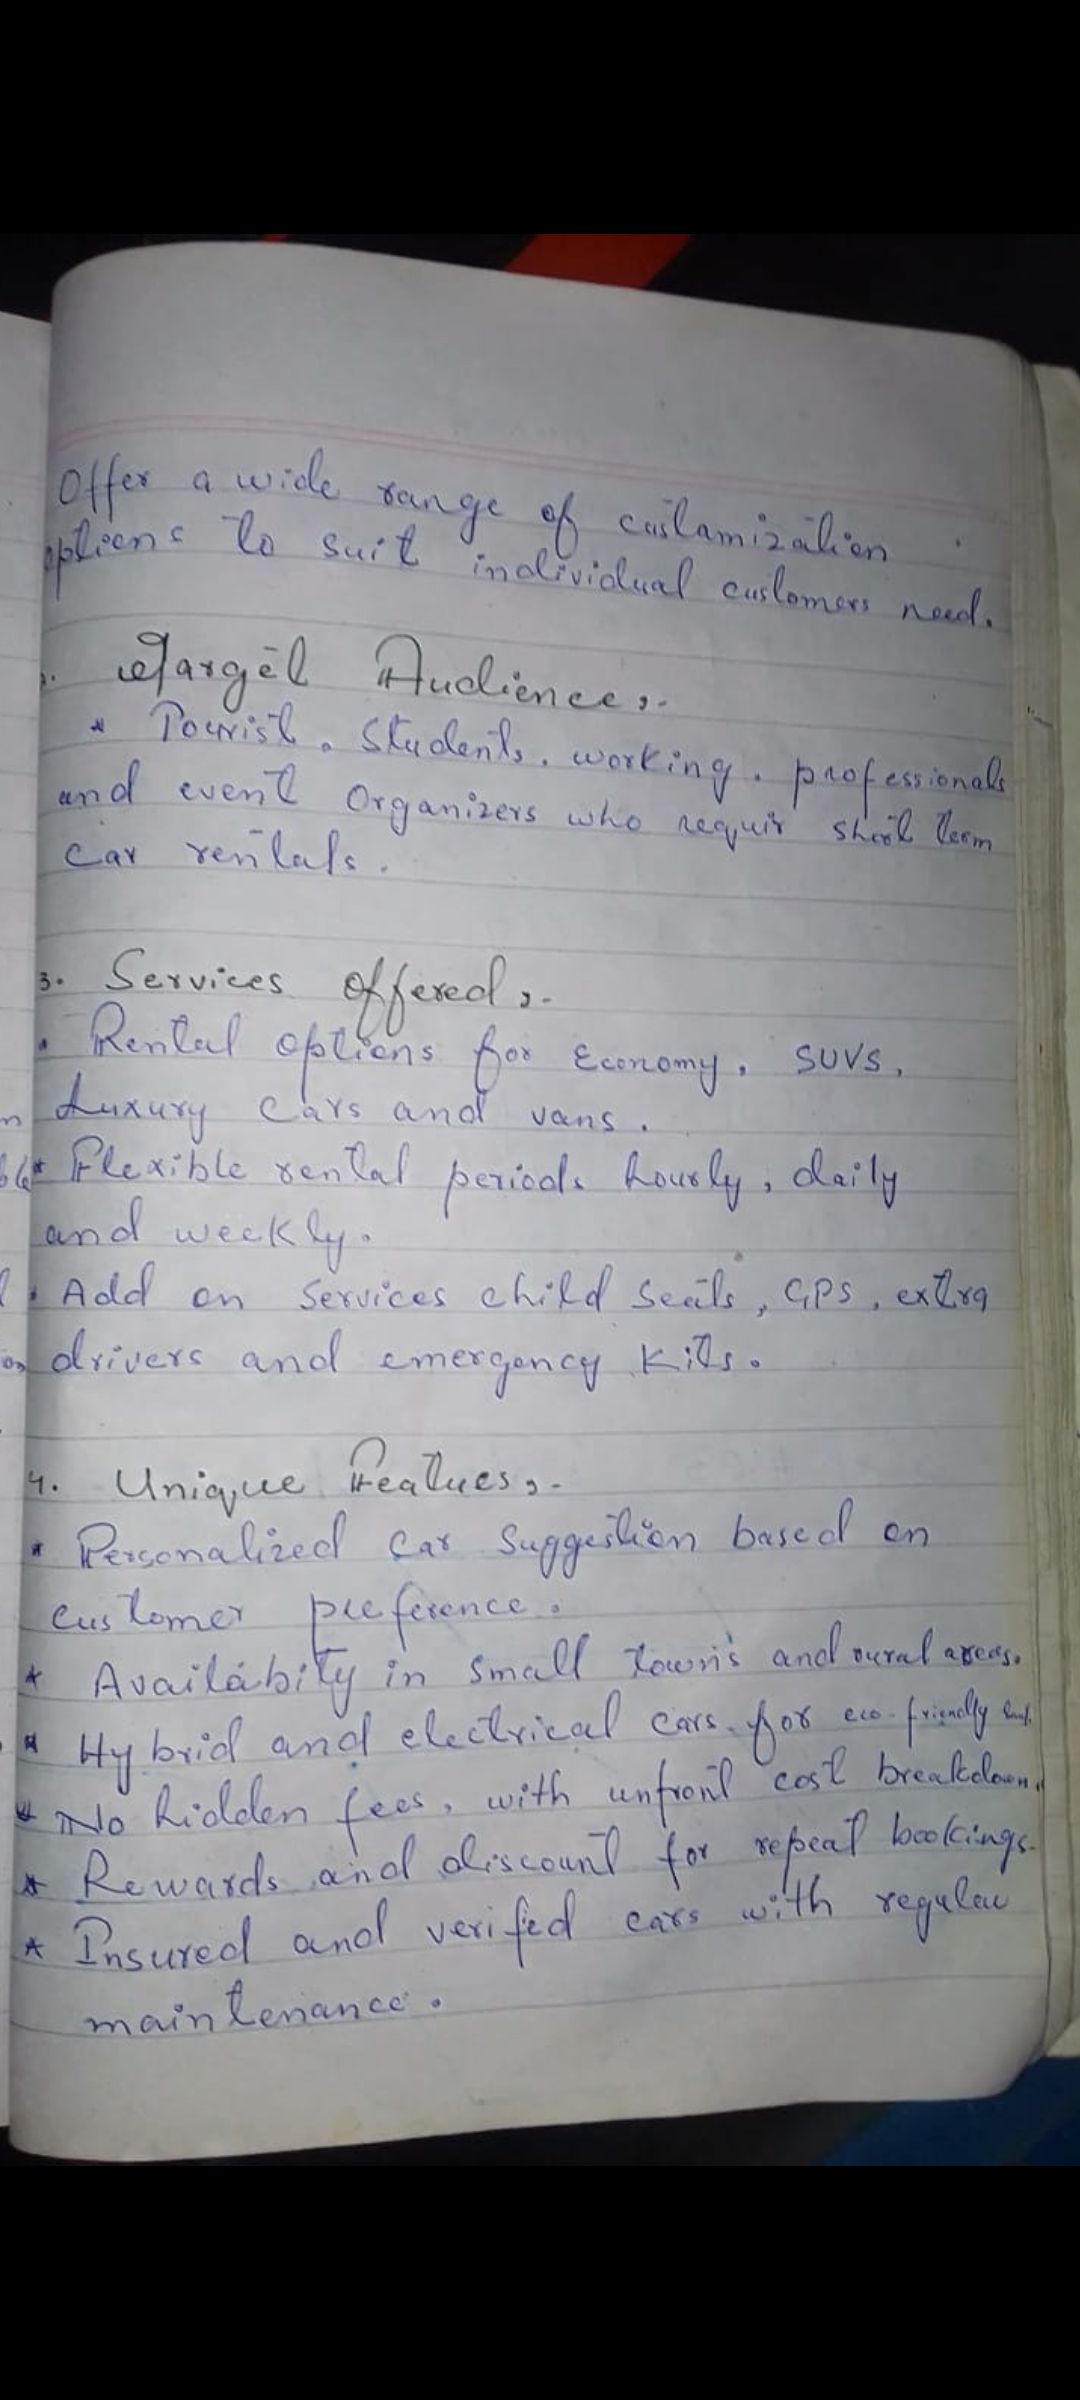 Offer a wide range of customization
options to suit individual customers need.
Target Audience :-
* Tourist, Students, working, professionals
and event Organizers who requir short term
Car rentals.
3. Services offered :-
• Rental options for Economy, SUVS,
Luxury Cars and vans.
* Flexible rental periods hourly, daily
and weekly.
• Add on Services child Seats, GPS, extra
drivers and emergency Kits.
4. Unique Featues :-
* Personalized Car Suggestion based on
customer preference.
* Availabity in Small towns and rural areas.
* Hybrid and electrical cars for eco-friendly
* No hidden fees, with unfront cost breakdown.
* Rewards and discount for repeat bookings.
* Insured and verifed cars with regular
maintenance.